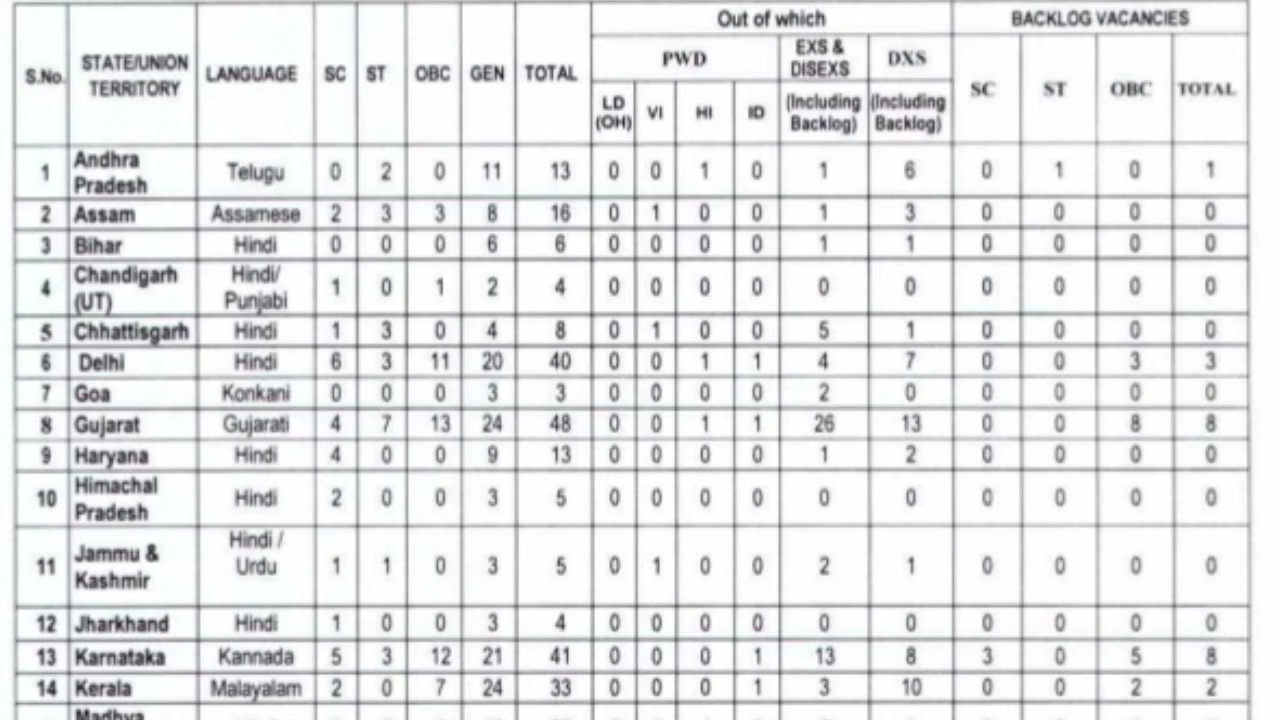 Out of which BACKLOG VACANCIES
S.No. STATE/UNION TERRITORY LANGUAGE SC ST OBC GEN TOTAL PWD EXS & DISEXS DXS SC ST OBC TOTAL
LD (OH) VI HI ID (Including Backlog) (Including Backlog)
1 Andhra Pradesh Telugu 0 2 0 11 13 0 0 1 0 1 6 0 1 0 1
2 Assam Assamese 2 3 3 8 16 0 1 0 0 1 3 0 0 0 0
3 Bihar Hindi 0 0 0 6 6 0 0 0 0 1 1 0 0 0 0
4 Chandigarh (UT) Hindi/ Punjabi 1 0 1 2 4 0 0 0 0 0 0 0 0 0 0
5 Chhattisgarh Hindi 1 3 0 4 8 0 1 0 0 5 1 0 0 0 0
6 Delhi Hindi 6 3 11 20 40 0 0 1 1 4 7 0 0 3 3
7 Goa Konkani 0 0 0 3 3 0 0 0 0 2 0 0 0 0 0
8 Gujarat Gujarati 4 7 13 24 48 0 0 1 1 26 13 0 0 8 8
9 Haryana Hindi 4 0 0 9 13 0 0 0 0 1 2 0 0 0 0
10 Himachal Pradesh Hindi 2 0 0 3 5 0 0 0 0 0 0 0 0 0 0
11 Jammu & Kashmir Hindi / Urdu 1 1 0 3 5 0 1 0 0 2 1 0 0 0 0
12 Jharkhand Hindi 1 0 0 3 4 0 0 0 0 0 0 0 0 0 0
13 Karnataka Kannada 5 3 12 21 41 0 0 0 1 13 8 3 0 5 8
14 Kerala Malayalam 2 0 7 24 33 0 0 0 1 3 10 0 0 2 2
Madhya